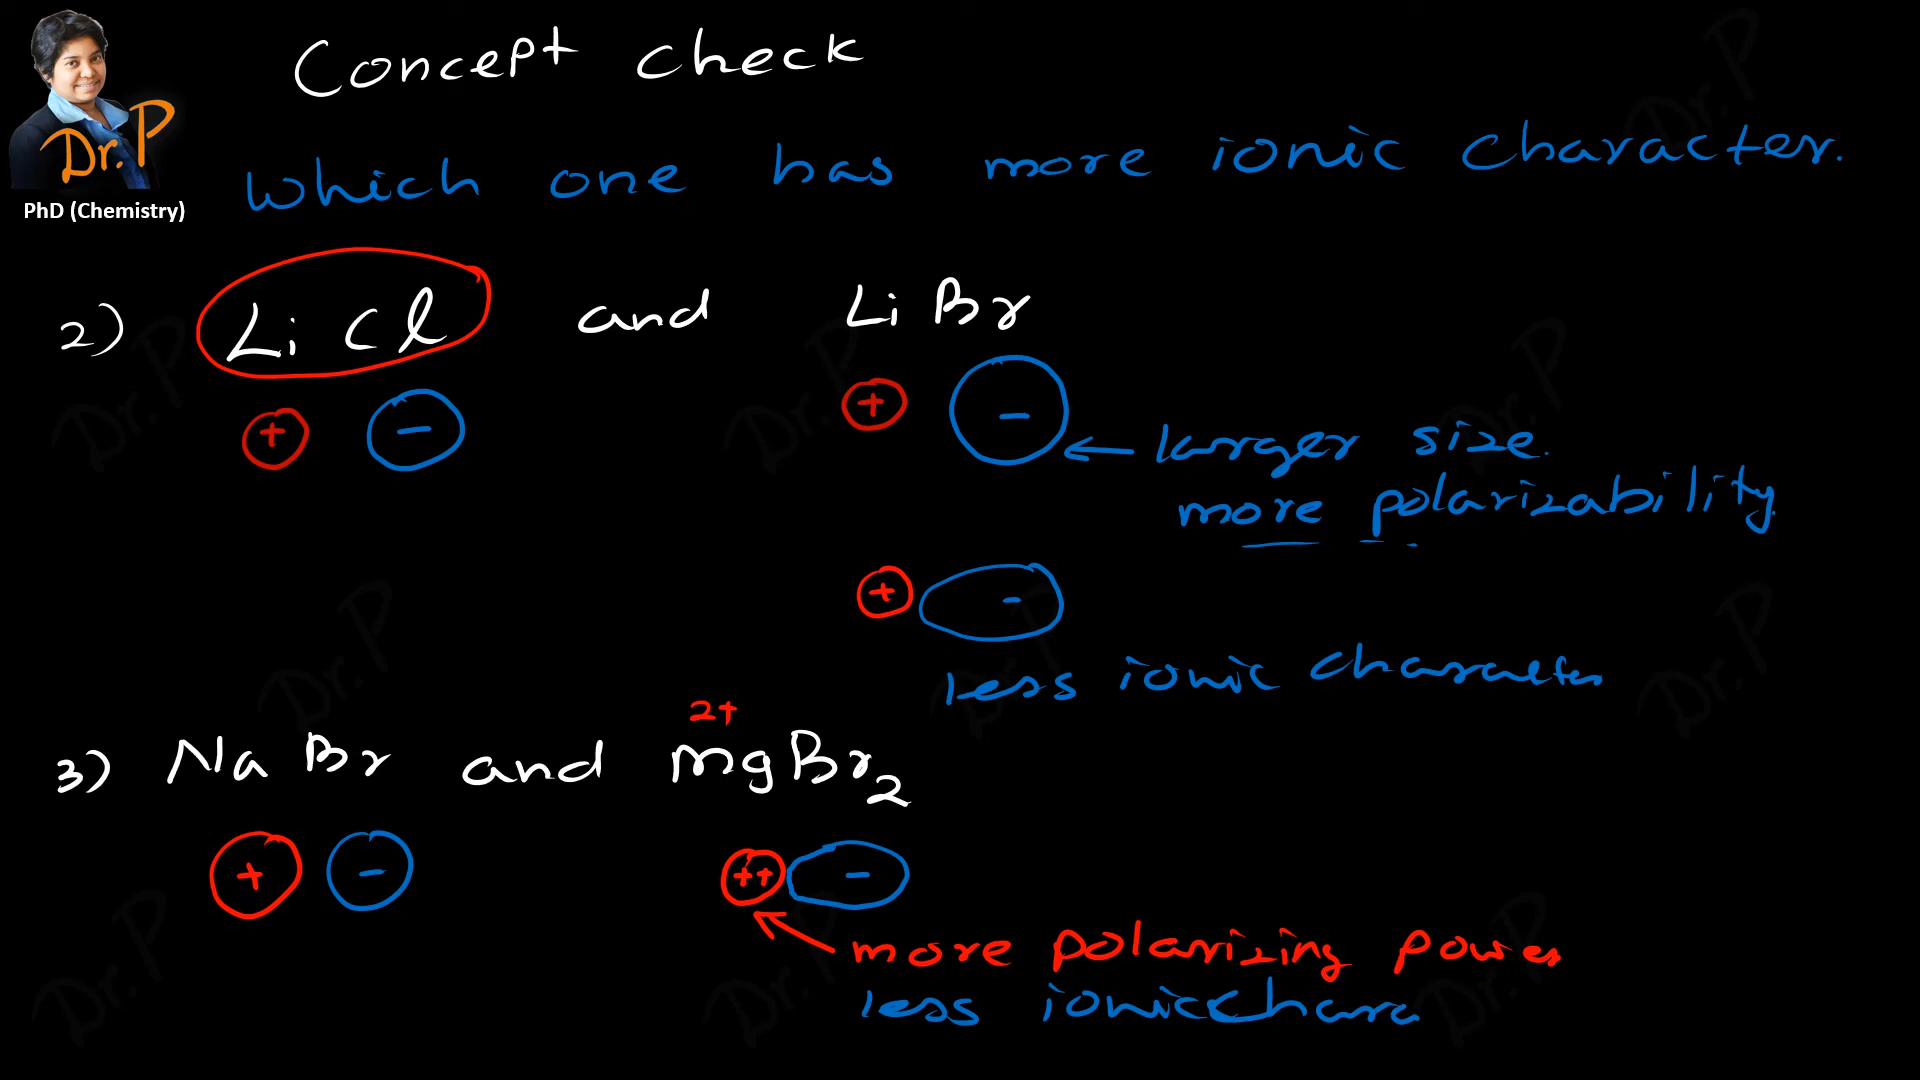 Dr.P
PhD (Chemistry)
Concept check
Which one has more ionic character.
2) LiCl and LiBr
+ - + -
← larger size.
more polarizability
+ -
less ionic character
2+
3) NaBr and MgBr2
+ - ++ -
more polarizing power
less ionic chara